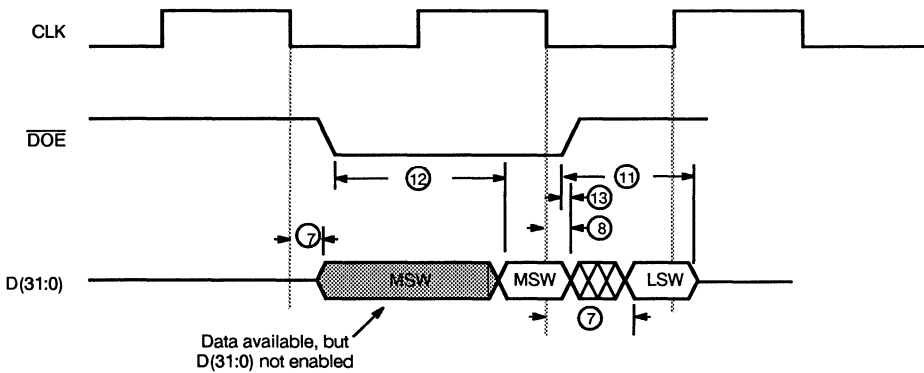 CLK
DOE
12
11
13
8
7
D(31:0)
MSW
MSW
LSW
7
Data available, but
D(31:0) not enabled